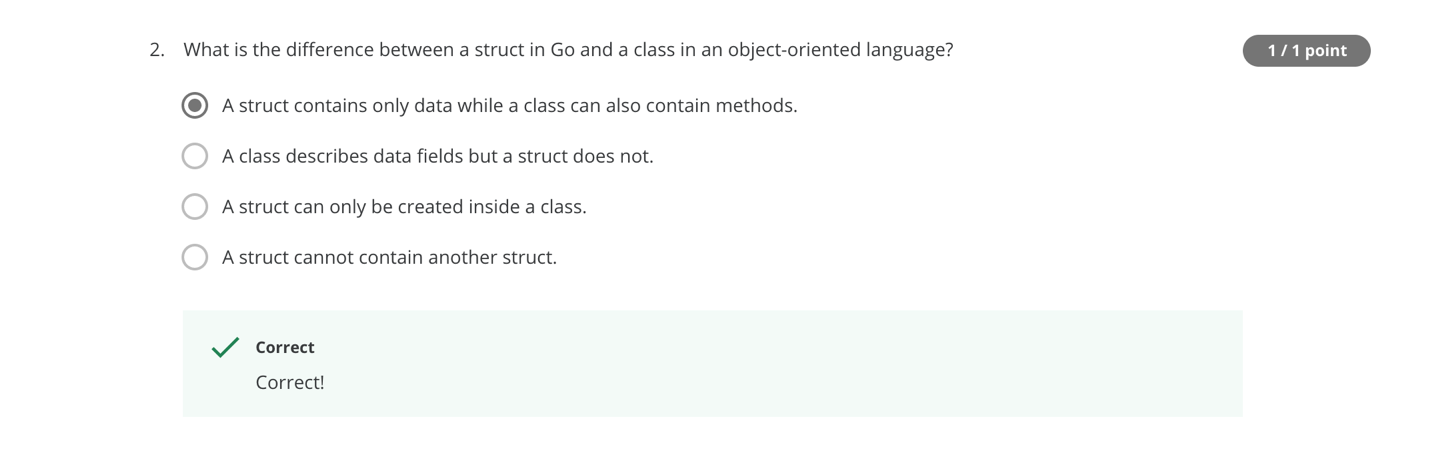 2. What is the difference between a struct in Go and a class in an object-oriented language?
1 / 1 point
A struct contains only data while a class can also contain methods.
A class describes data fields but a struct does not.
A struct can only be created inside a class.
A struct cannot contain another struct.
Correct
Correct!